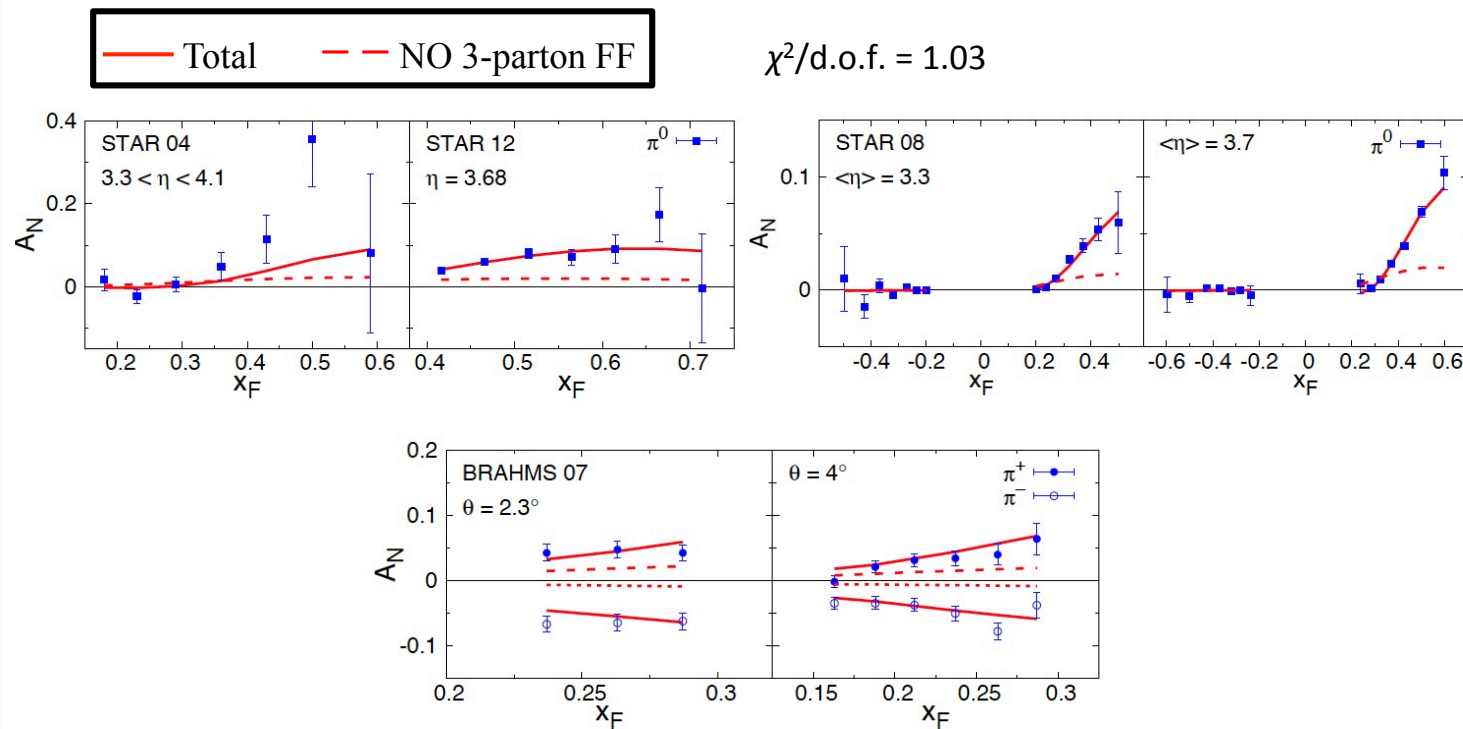 Total NO 3-parton FF
χ²/d.o.f. = 1.03
STAR 04
3.3 < η < 4.1
STAR 12
η = 3.68
π⁰
A_N
0.4
0.2
0
0.2 0.3 0.4 0.5 0.6
0.4 0.5 0.6 0.7
x_F
x_F
STAR 08
<η> = 3.3
<η> = 3.7
π⁰
A_N
0.1
0
-0.4 -0.2 0 0.2 0.4
-0.6 -0.4 -0.2 0 0.2 0.4 0.6
x_F
x_F
BRAHMS 07
θ = 2.3°
θ = 4°
π⁺
π⁻
A_N
0.2
0.1
0
-0.1
0.2 0.25 0.3
0.15 0.2 0.25 0.3
x_F
x_F